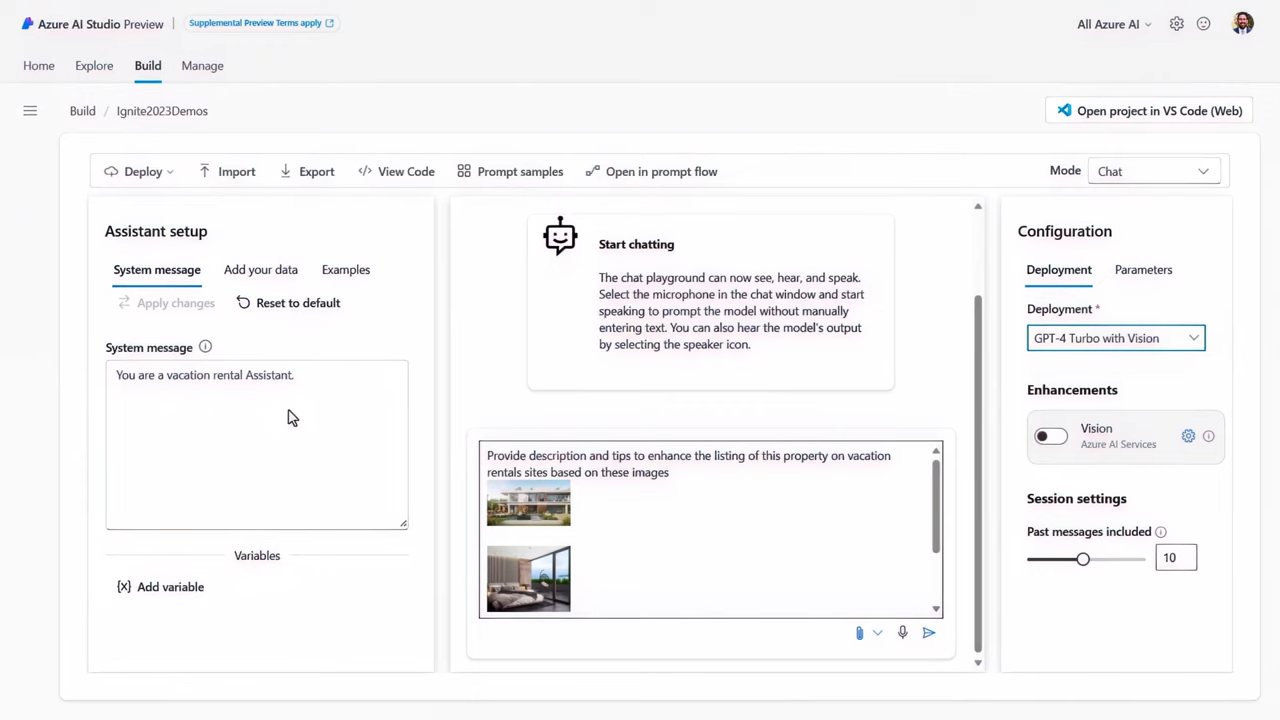 Azure AI Studio Preview
Supplemental Preview Terms apply
All Azure AI
Home
Explore
Build
Manage
Build / Ignite2023Demos
Open project in VS Code (Web)
Deploy
Import
Export
View Code
Prompt samples
Open in prompt flow
Mode
Chat
Assistant setup
System message
Add your data
Examples
Apply changes
Reset to default
System message
You are a vacation rental Assistant.
Variables
{x} Add variable
Start chatting
The chat playground can now see, hear, and speak.
Select the microphone in the chat window and start
speaking to prompt the model without manually
entering text. You can also hear the model's output
by selecting the speaker icon.
Provide description and tips to enhance the listing of this property on vacation
rentals sites based on these images
Configuration
Deployment
Parameters
Deployment *
GPT-4 Turbo with Vision
Enhancements
Vision
Azure AI Services
Session settings
Past messages included
10